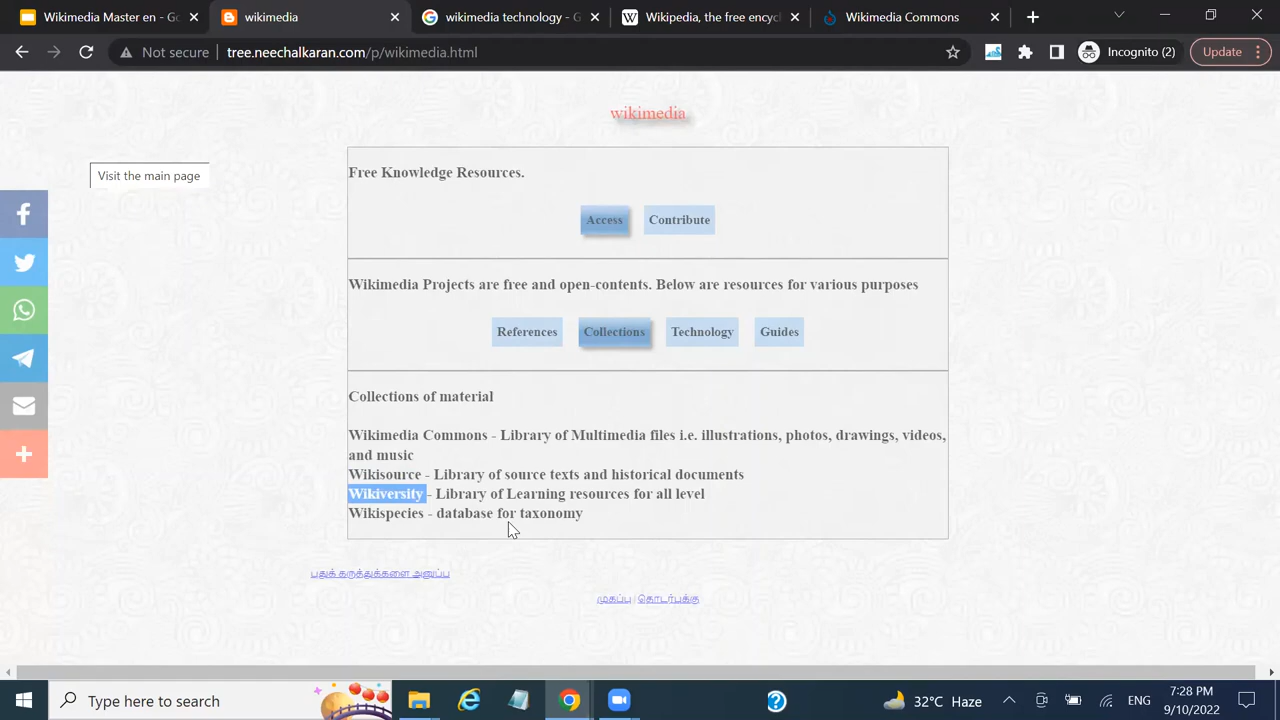 Wikimedia Master en - Go
wikimedia
wikimedia technology - G
Wikipedia, the free encycl
Wikimedia Commons
Not secure
tree.neechalkaran.com/p/wikimedia.html
Incognito (2)
Update
wikimedia
Visit the main page
Free Knowledge Resources.
Access Contribute
Wikimedia Projects are free and open-contents. Below are resources for various purposes
References Collections Technology Guides
Collections of material
Wikimedia Commons - Library of Multimedia files i.e. illustrations, photos, drawings, videos,
and music
Wikisource - Library of source texts and historical documents
Wikiversity - Library of Learning resources for all level
Wikispecies - database for taxonomy
புதுக் கருத்துக்களை அனுப்ப
முகப்பு | தொடர்புக்கு
Type here to search
32°C Haze
ENG
7:28 PM
9/10/2022